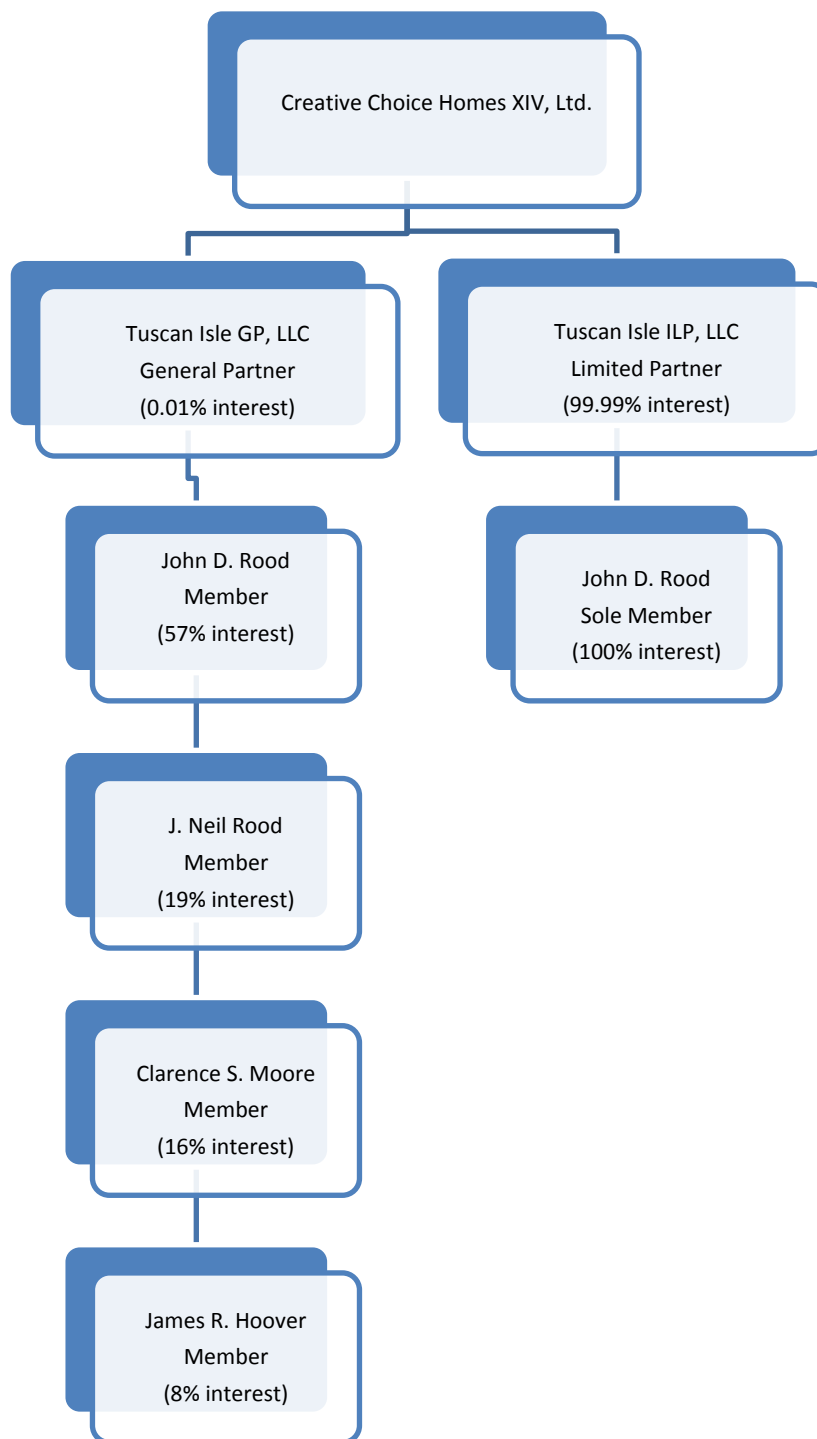 Creative Choice Homes XIV, Ltd.
Tuscan Isle GP, LLC
General Partner
(0.01% interest)
Tuscan Isle ILP, LLC
Limited Partner
(99.99% interest)
John D. Rood
Member
(57% interest)
John D. Rood
Sole Member
(100% interest)
J. Neil Rood
Member
(19% interest)
Clarence S. Moore
Member
(16% interest)
James R. Hoover
Member
(8% interest)